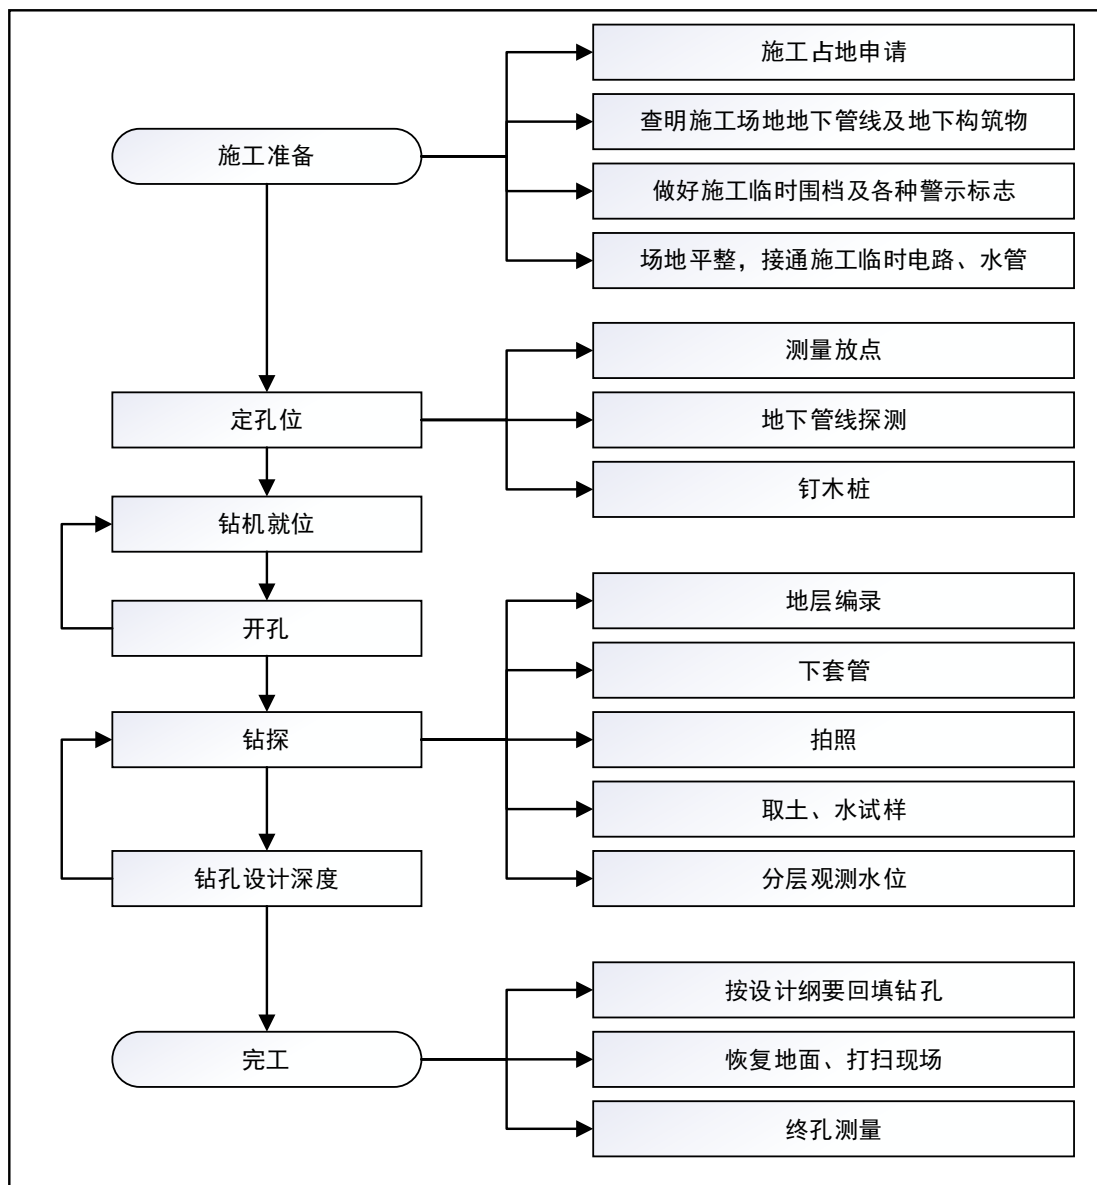 施工准备
施工占地申请
查明施工场地地下管线及地下构筑物
做好施工临时围档及各种警示标志
场地平整，接通施工临时电路、水管
定孔位
测量放点
地下管线探测
钉木桩
钻机就位
开孔
钻探
地层编录
下套管
拍照
取土、水试样
分层观测水位
钻孔设计深度
完工
按设计纲要回填钻孔
恢复地面、打扫现场
终孔测量